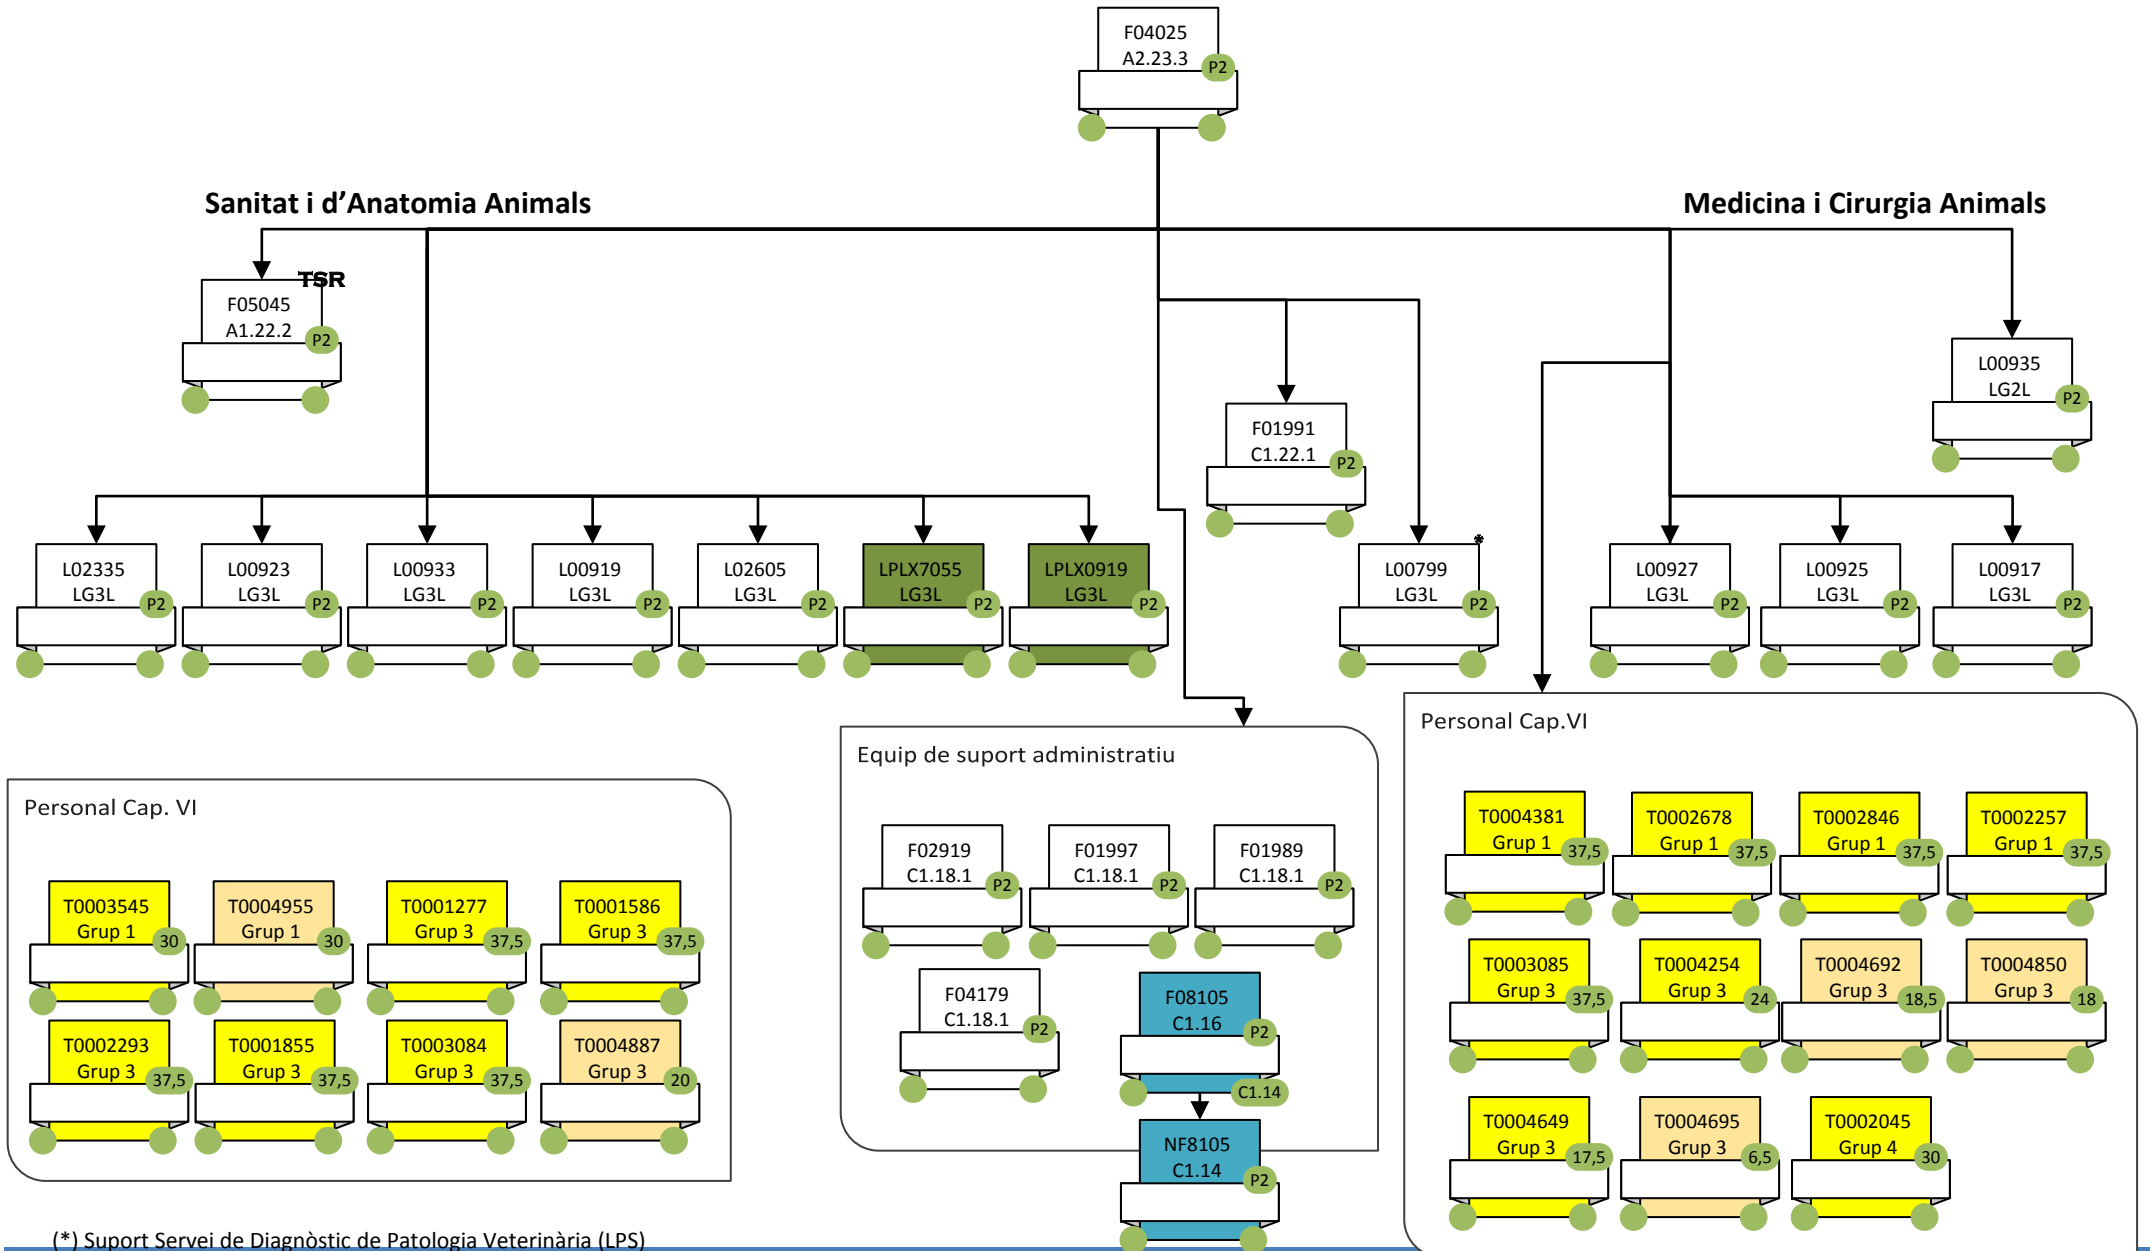 F04025
A2.23.3
P2
Sanitat i d’Anatomia Animals
Medicina i Cirurgia Animals
TSR
F05045
A1.22.2
P2
L00935
LG2L
P2
F01991
C1.22.1
P2
L02335
LG3L
P2
L00923
LG3L
P2
L00933
LG3L
P2
L00919
LG3L
P2
L02605
LG3L
P2
LPLX7055
LG3L
P2
LPLX0919
LG3L
P2
*
L00799
LG3L
P2
L00927
LG3L
P2
L00925
LG3L
P2
L00917
LG3L
P2
Personal Cap. VI
T0003545
Grup 1
30
T0004955
Grup 1
30
T0001277
Grup 3
37,5
T0001586
Grup 3
37,5
T0002293
Grup 3
37,5
T0001855
Grup 3
37,5
T0003084
Grup 3
37,5
T0004887
Grup 3
20
Equip de suport administratiu
F02919
C1.18.1
P2
F01997
C1.18.1
P2
F01989
C1.18.1
P2
F04179
C1.18.1
P2
F08105
C1.16
P2
C1.14
NF8105
C1.14
P2
Personal Cap.VI
T0004381
Grup 1
37,5
T0002678
Grup 1
37,5
T0002846
Grup 1
37,5
T0002257
Grup 1
37,5
T0003085
Grup 3
37,5
T0004254
Grup 3
24
T0004692
Grup 3
18,5
T0004850
Grup 3
18
T0004649
Grup 3
17,5
T0004695
Grup 3
6,5
T0002045
Grup 4
30
(*) Suport Servei de Diagnòstic de Patologia Veterinària (LPS)